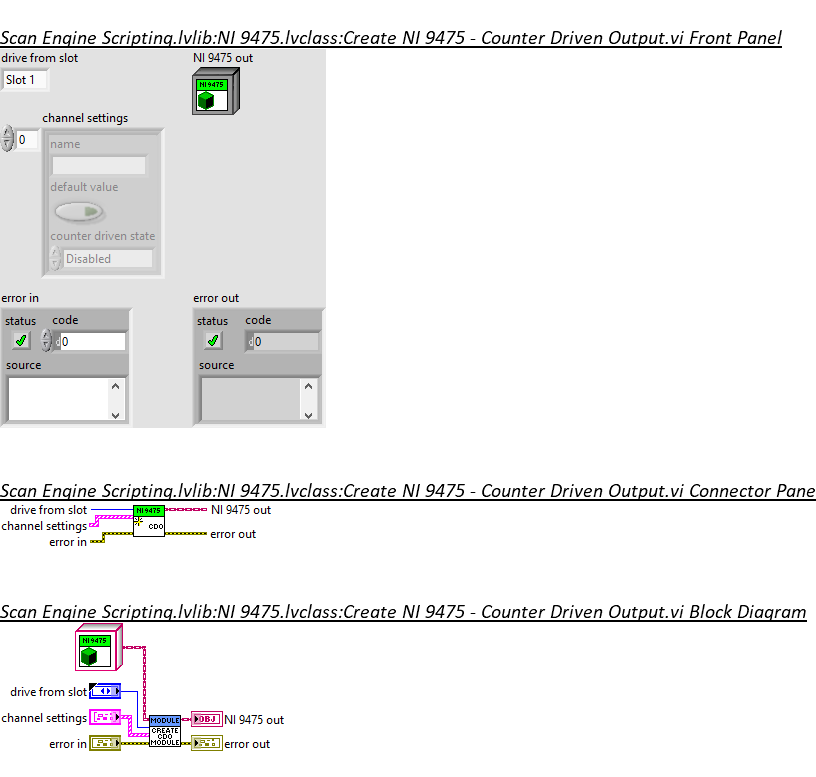 Scan Engine Scripting.lvlib:NI 9475.lvclass:Create NI 9475 - Counter Driven Output.vi Front Panel
drive from slot
NI 9475 out
Slot 1
NI 9475
channel settings
0
name
default value
counter driven state
Disabled
error in
error out
status code
status code
d 0
d 0
source
source
Scan Engine Scripting.lvlib:NI 9475.lvclass:Create NI 9475 - Counter Driven Output.vi Connector Pane
drive from slot
NI 9475
NI 9475 out
channel settings
CDO
error in
error out
Scan Engine Scripting.lvlib:NI 9475.lvclass:Create NI 9475 - Counter Driven Output.vi Block Diagram
NI 9475
drive from slot
channel settings
MODULE
OBJ
NI 9475 out
CREATE
CDO
MODULE
error in
error out